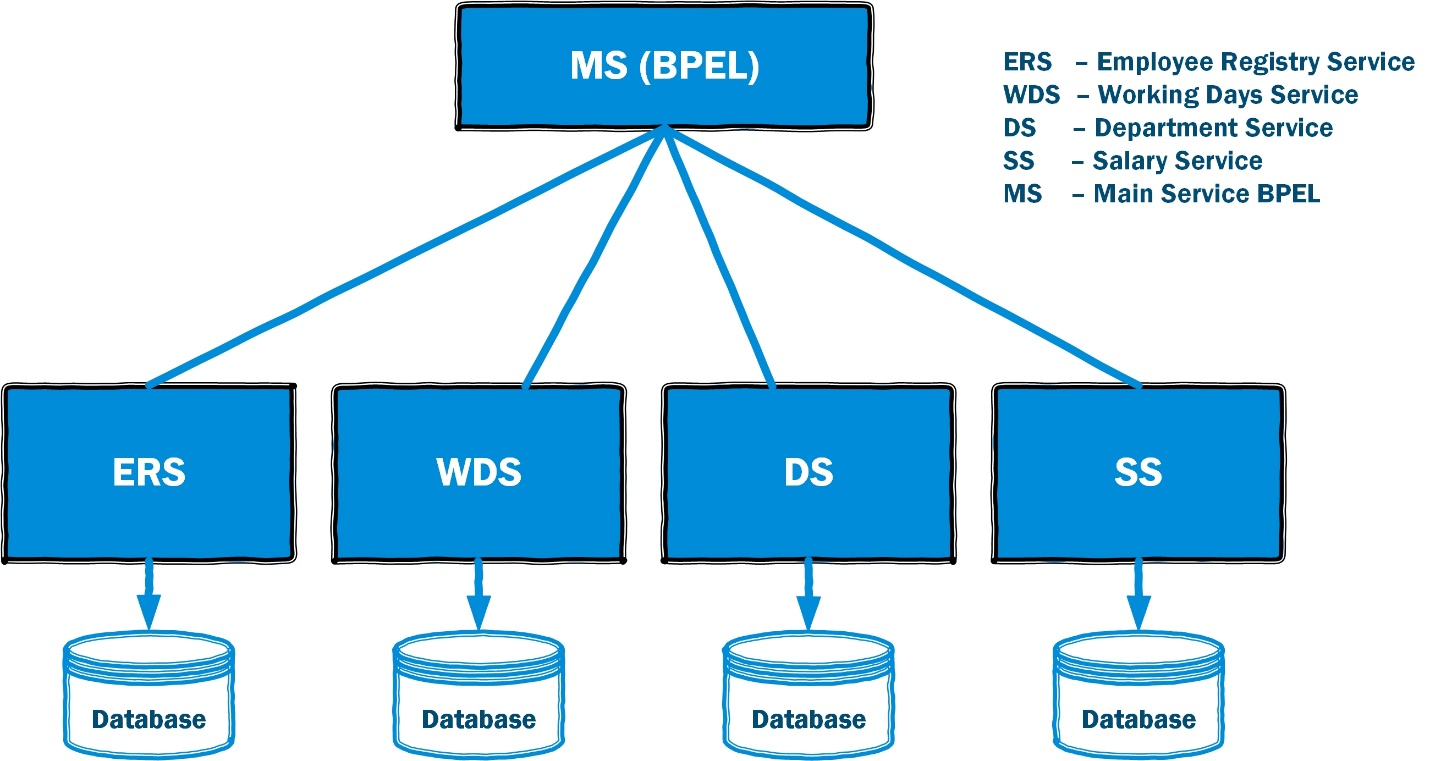 MS (BPEL)
ERS – Employee Registry Service
WDS – Working Days Service
DS – Department Service
SS – Salary Service
MS – Main Service BPEL
ERS
WDS
DS
SS
Database
Database
Database
Database